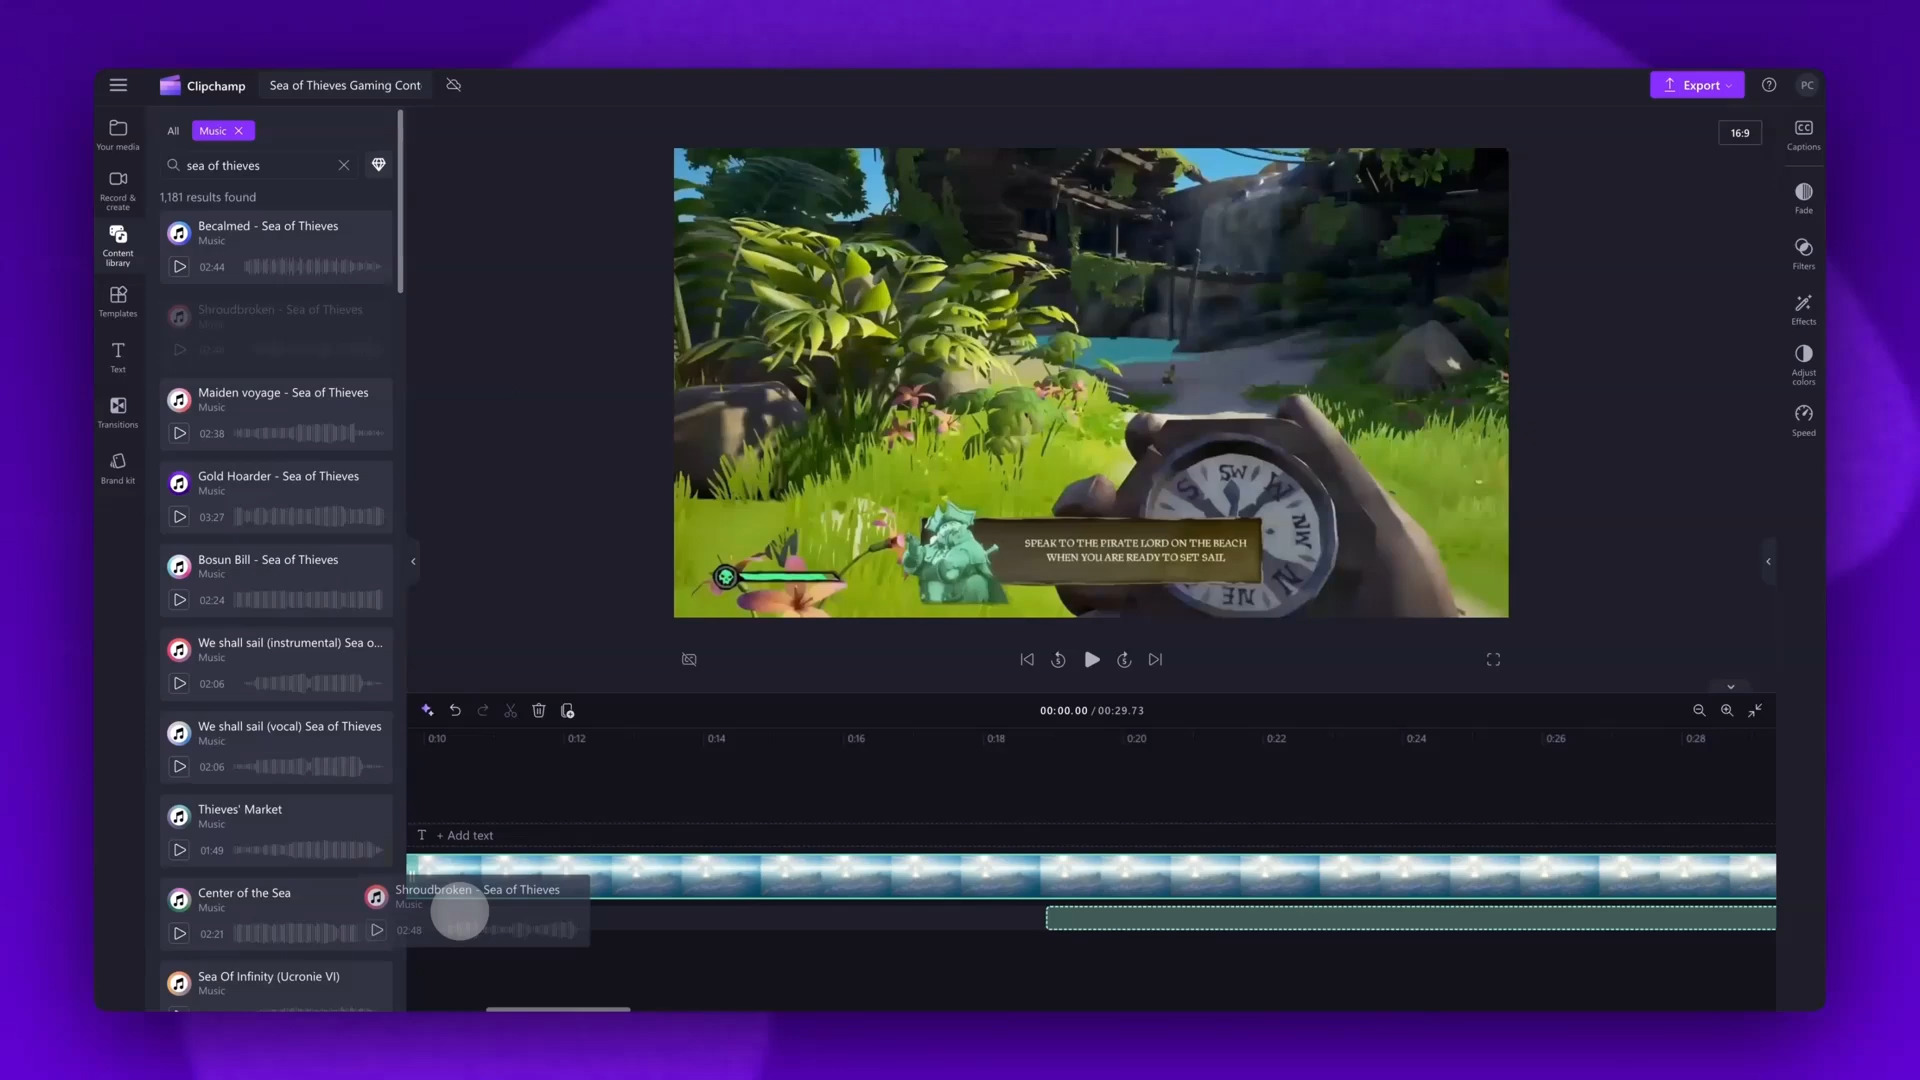 Clipchamp
Sea of Thieves Gaming Cont
Export
PC
Your media
Record &
create
Content
library
Templates
Text
Transitions
Brand kit
All
Music
sea of thieves
1,181 results found
Becalmed - Sea of Thieves
Music
02:44
Shroudbroken - Sea of Thieves
Music
Maiden voyage - Sea of Thieves
Music
02:38
Gold Hoarder - Sea of Thieves
Music
03:27
Bosun Bill - Sea of Thieves
Music
02:24
We shall sail (instrumental) Sea o...
Music
02:06
We shall sail (vocal) Sea of Thieves
Music
02:06
Thieves' Market
Music
01:49
Center of the Sea
Music
02:21
Sea Of Infinity (Ucronie VI)
Music
Shroudbroken - Sea of Thieves
Music
02:48
16:9
SW
W
S
NW
N
NE
SPEAK TO THE PIRATE LORD ON THE BEACH
WHEN YOU ARE READY TO SET SAIL
5
5
00:00.00 / 00:29.73
0:10
0:12
0:14
0:16
0:18
0:20
0:22
0:24
0:26
0:28
T + Add text
CC
Captions
Fade
Filters
Effects
Adjust
colors
Speed